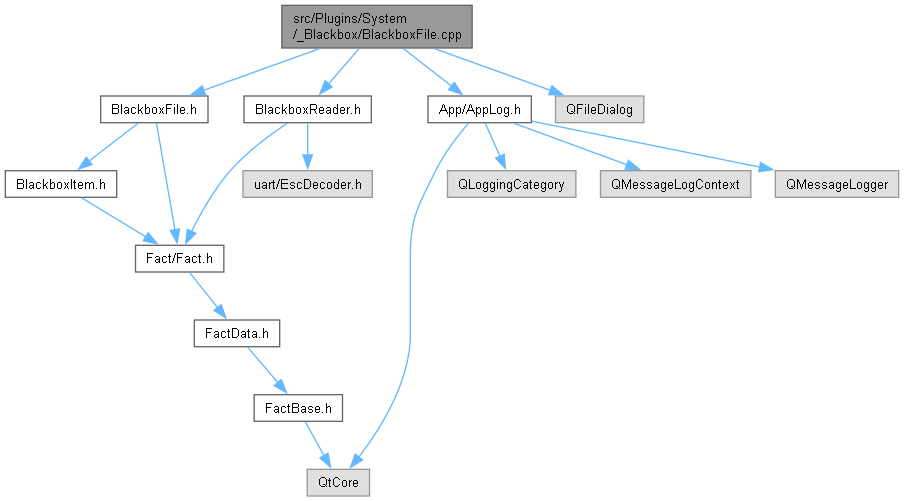 src/Plugins/System
/_Blackbox/BlackboxFile.cpp
BlackboxFile.h
BlackboxReader.h
App/AppLog.h
QFileDialog
BlackboxItem.h
uart/EscDecoder.h
QLoggingCategory
QMessageLogContext
QMessageLogger
Fact/Fact.h
FactData.h
FactBase.h
QtCore